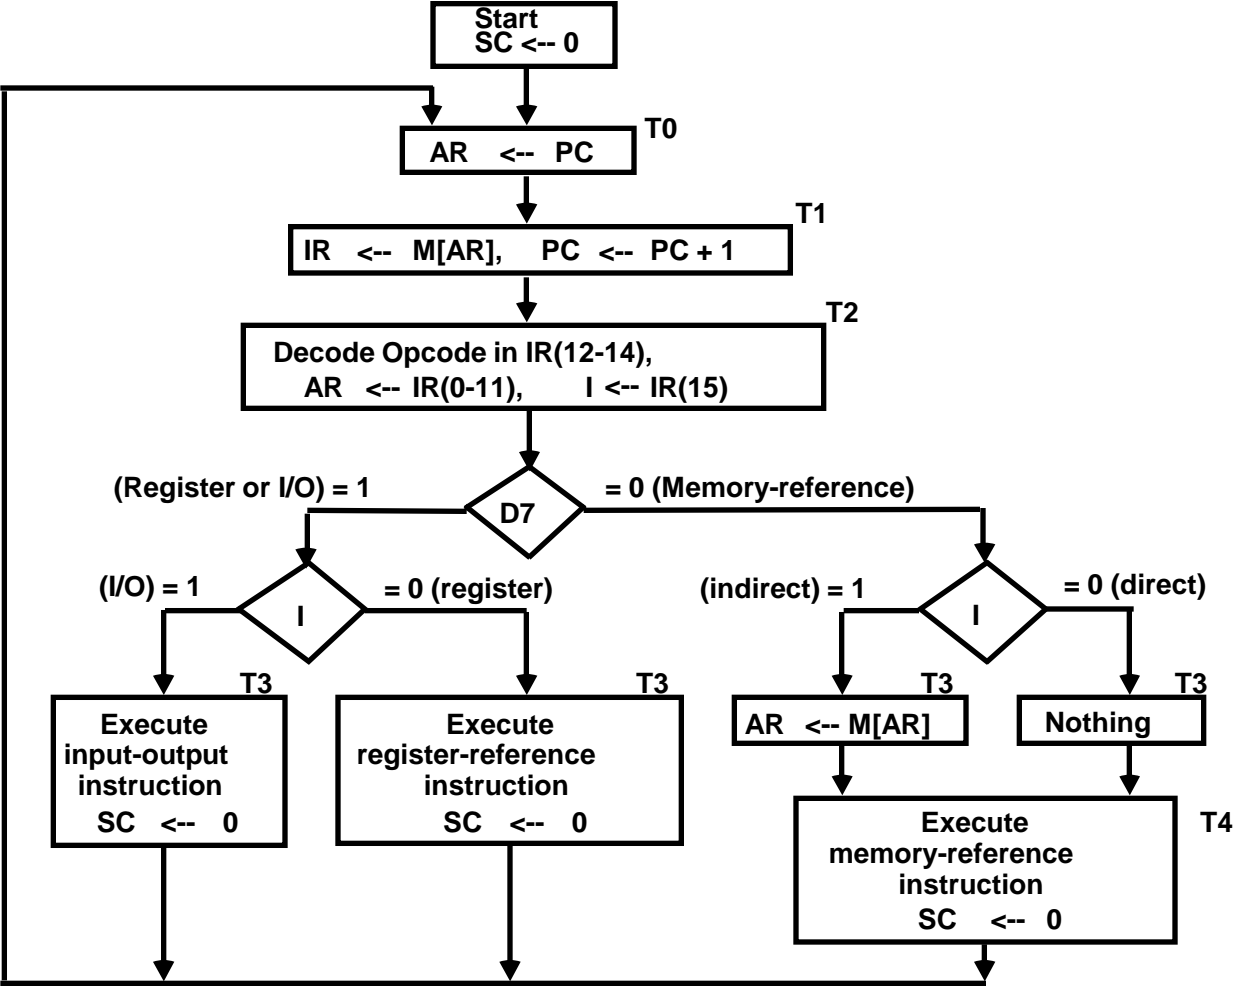 Start
SC <-- 0
T0
AR <-- PC
T1
IR <-- M[AR], PC <-- PC + 1
T2
Decode Opcode in IR(12-14),
AR <-- IR(0-11), I <-- IR(15)
(Register or I/O) = 1
= 0 (Memory-reference)
D7
(I/O) = 1
= 0 (register)
(indirect) = 1
= 0 (direct)
I
I
T3
T3
T3
T3
Execute
input-output
instruction
SC <-- 0
Execute
register-reference
instruction
SC <-- 0
AR <-- M[AR]
Nothing
T4
Execute
memory-reference
instruction
SC <-- 0